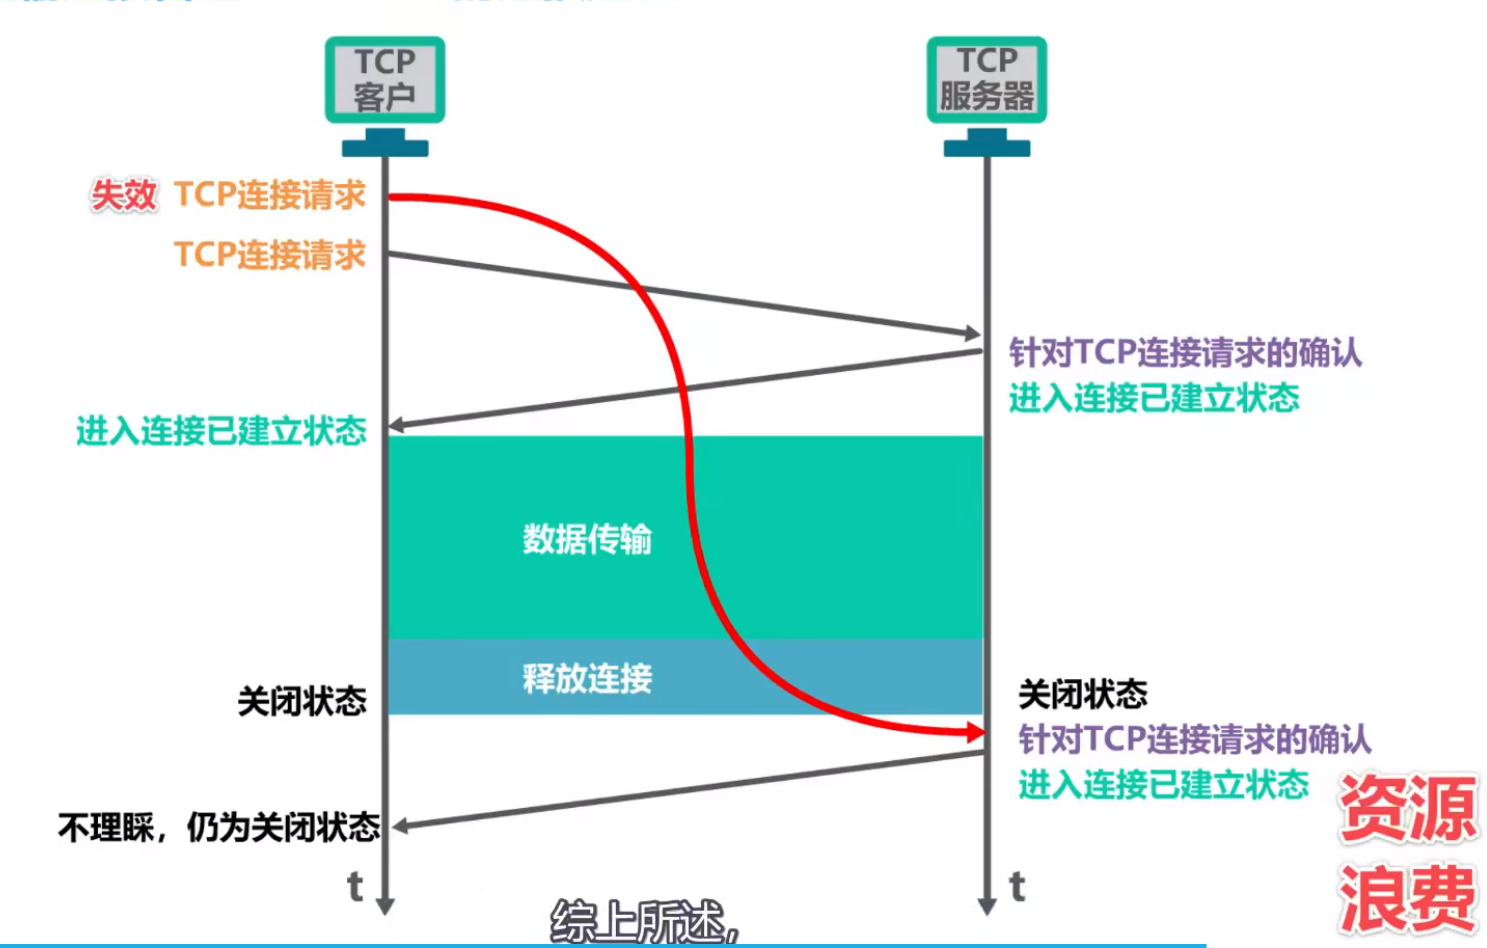 TCP
客户
TCP
服务器
失效 TCP连接请求
TCP连接请求
针对TCP连接请求的确认
进入连接已建立状态
进入连接已建立状态
数据传输
释放连接
关闭状态
关闭状态
针对TCP连接请求的确认
进入连接已建立状态
资源
浪费
不理睬，仍为关闭状态
t
t
综上所述，